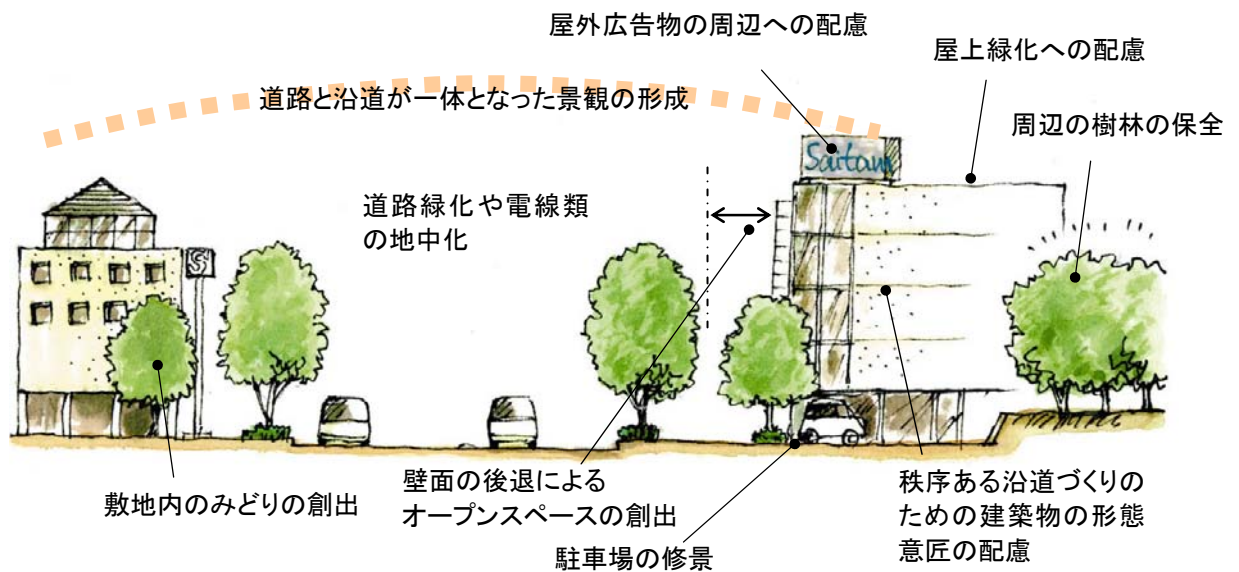 屋外広告物の周辺への配慮
屋上緑化への配慮
道路と沿道が一体となった景観の形成
周辺の樹林の保全
Saitam
道路緑化や電線類
の地中化
S
敷地内のみどりの創出
壁面の後退による
オープンスペースの創出
駐車場の修景
秩序ある沿道づくりの
ための建築物の形態
意匠の配慮